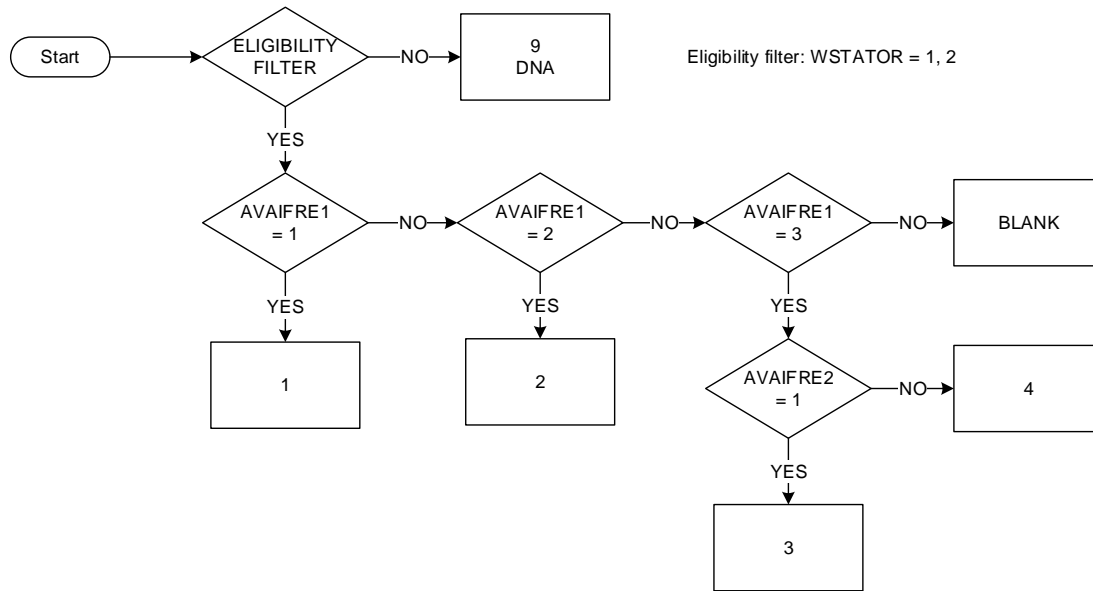 Start
ELIGIBILITY
FILTER
NO
9
DNA
Eligibility filter: WSTATOR = 1, 2
YES
AVAIFRE1
= 1
NO
AVAIFRE1
= 2
NO
AVAIFRE1
= 3
NO
BLANK
YES
YES
YES
1
2
AVAIFRE2
= 1
NO
4
YES
3